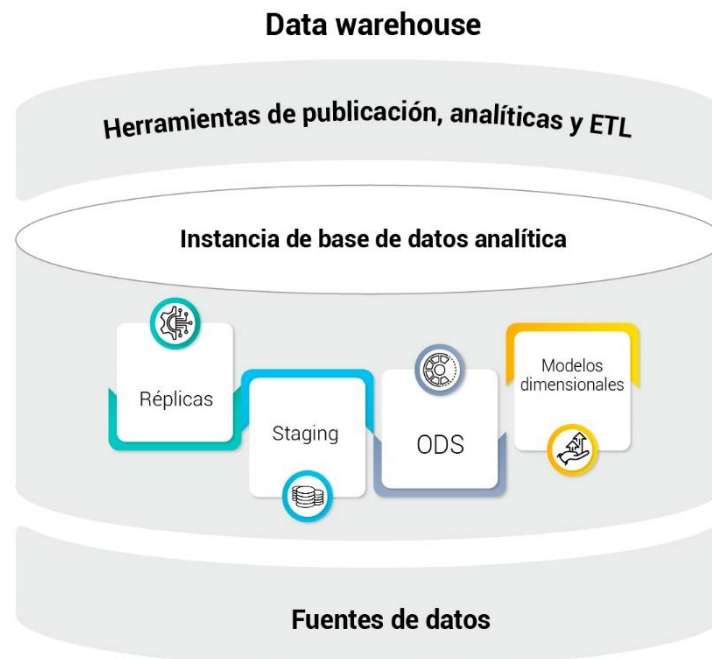 Data warehouse
Herramientas de publicación, analíticas y ETL
Instancia de base de datos analítica
Réplicas
Staging
ODS
Modelos
dimensionales
Fuentes de datos